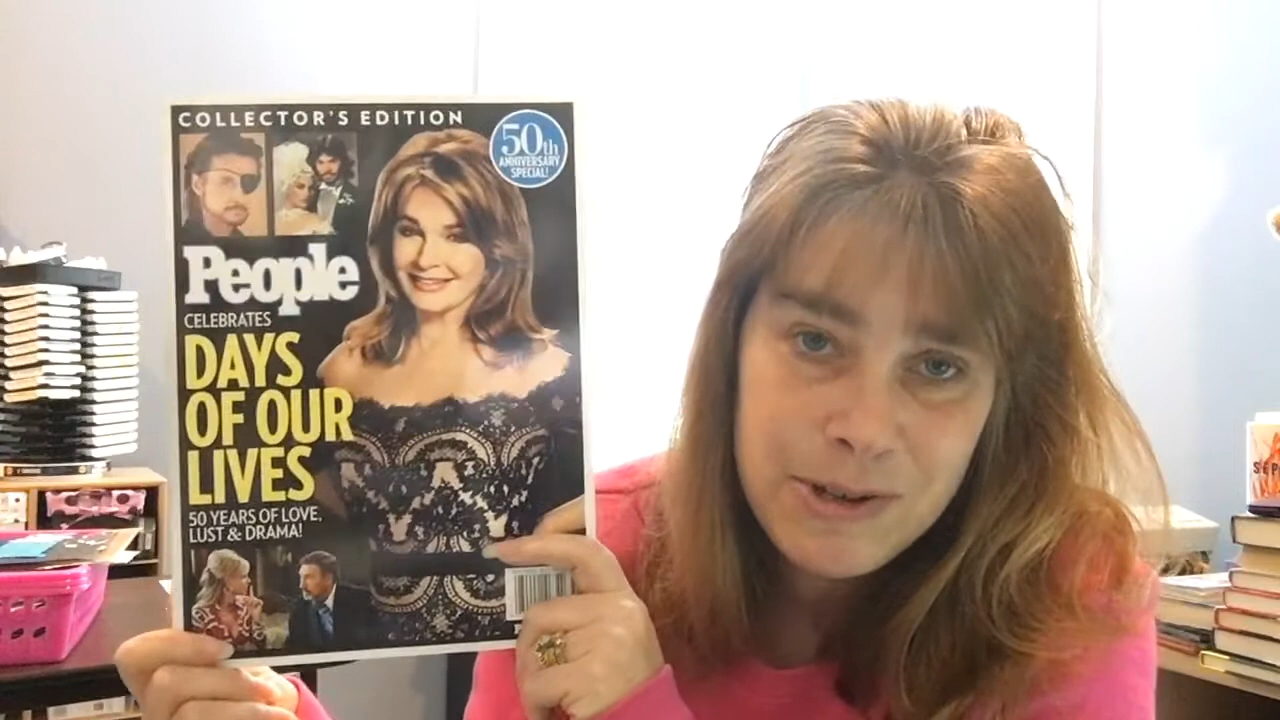 COLLECTOR'S EDITION
50th
ANNIVERSARY
SPECIAL!
People
CELEBRATES
DAYS
OF OUR
LIVES
50 YEARS OF LOVE,
LUST & DRAMA!